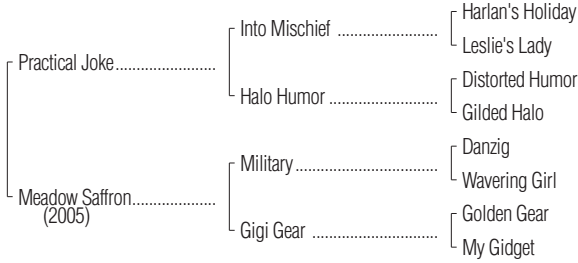 Harlan's Holiday
Into Mischief
Leslie's Lady
Practical Joke
Distorted Humor
Halo Humor
Gilded Halo
Danzig
Military
Wavering Girl
Meadow Saffron
(2005)
Golden Gear
Gigi Gear
My Gidget